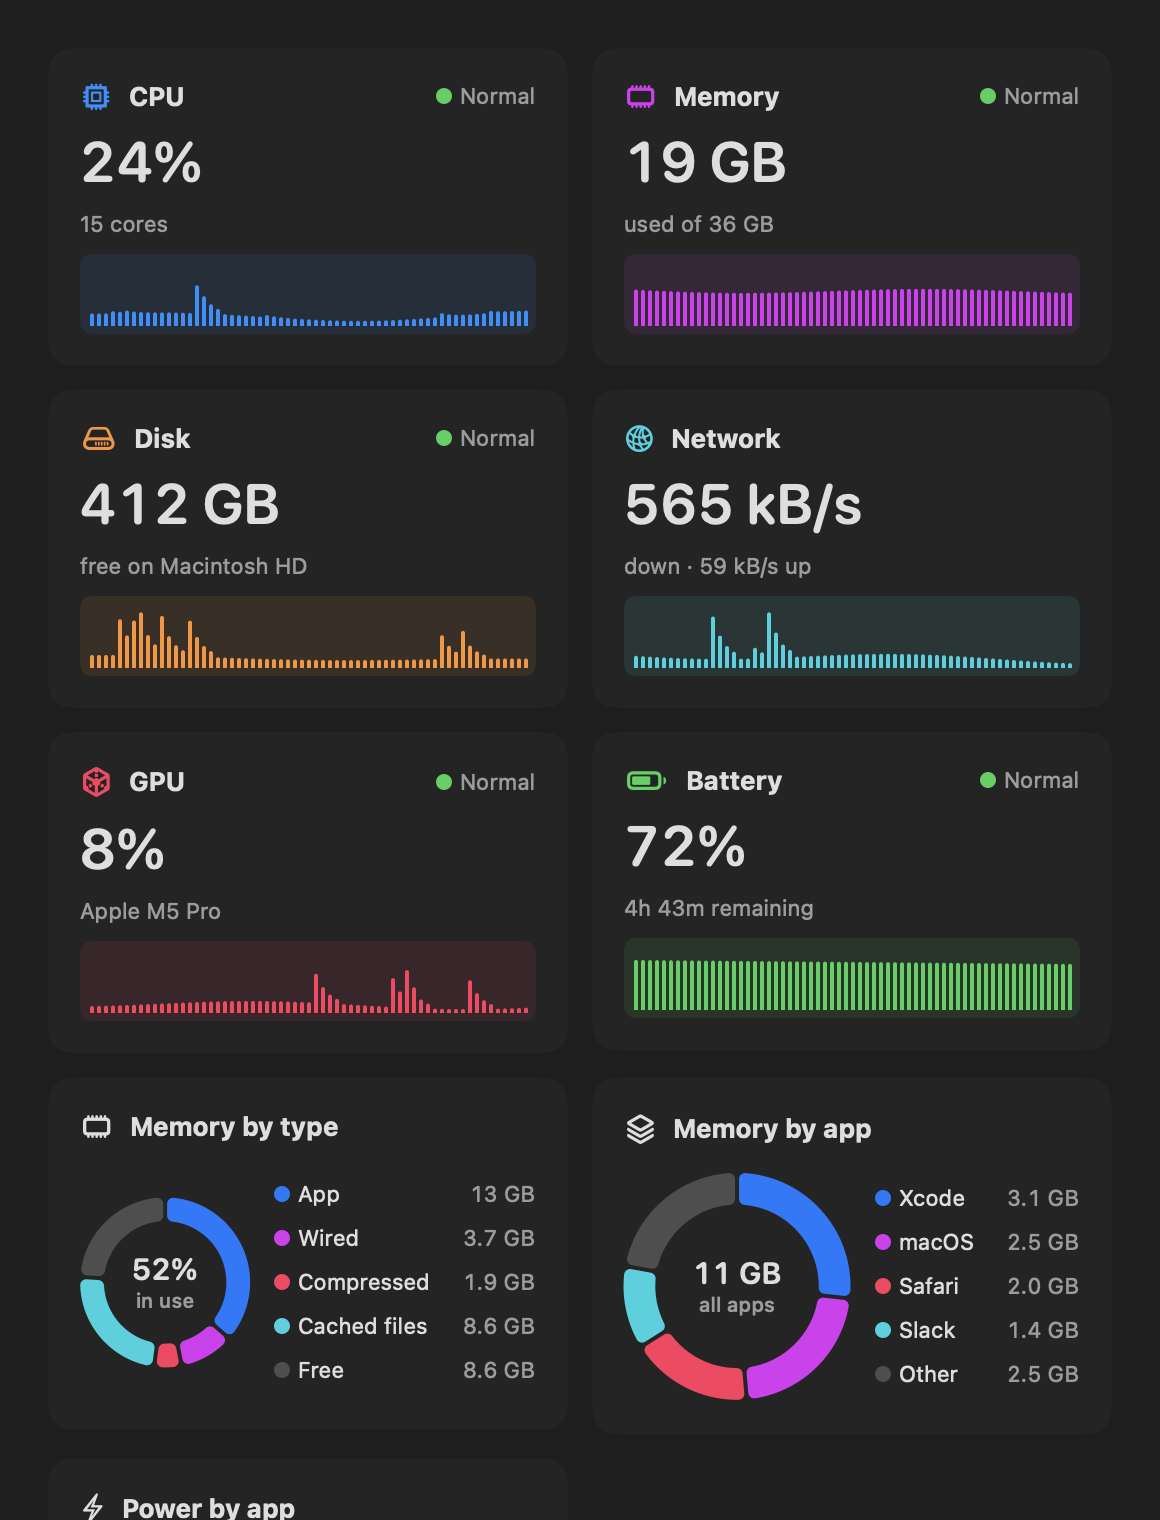 CPU
Normal
24%
15 cores
Memory
Normal
19 GB
used of 36 GB
Disk
Normal
412 GB
free on Macintosh HD
Network
565 kB/s
down · 59 kB/s up
GPU
Normal
8%
Apple M5 Pro
Battery
Normal
72%
4h 43m remaining
Memory by type
52%
in use
App 13 GB
Wired 3.7 GB
Compressed 1.9 GB
Cached files 8.6 GB
Free 8.6 GB
Memory by app
11 GB
all apps
Xcode 3.1 GB
macOS 2.5 GB
Safari 2.0 GB
Slack 1.4 GB
Other 2.5 GB
Power by app